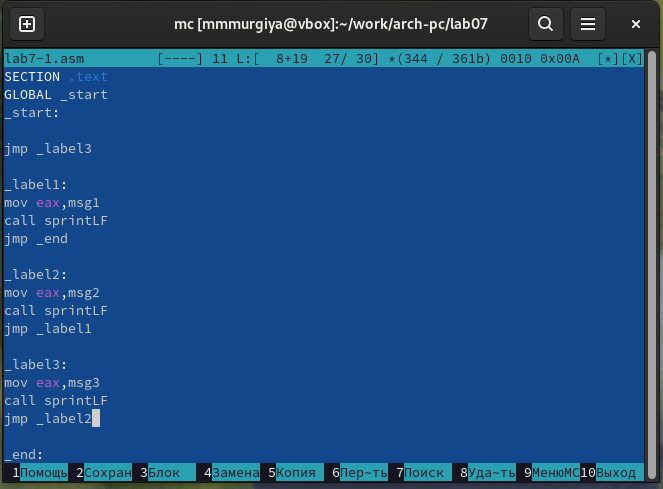 mc [mmmurgiya@vbox]:~/work/arch-pc/lab07
lab7-1.asm [----] 11 L:[ 8+19 27/ 30] *(344 / 361b) 0010 0x00A [*][X]
SECTION .text
GLOBAL _start
_start:
jmp _label3
_label1:
mov eax,msg1
call sprintLF
jmp _end
_label2:
mov eax,msg2
call sprintLF
jmp _label1
_label3:
mov eax,msg3
call sprintLF
jmp _label2
_end:
1Помощь 2Сохран 3Блок 4Замена 5Копия 6Пер~ть 7Поиск 8Уда~ть 9МенюMC 10Выход